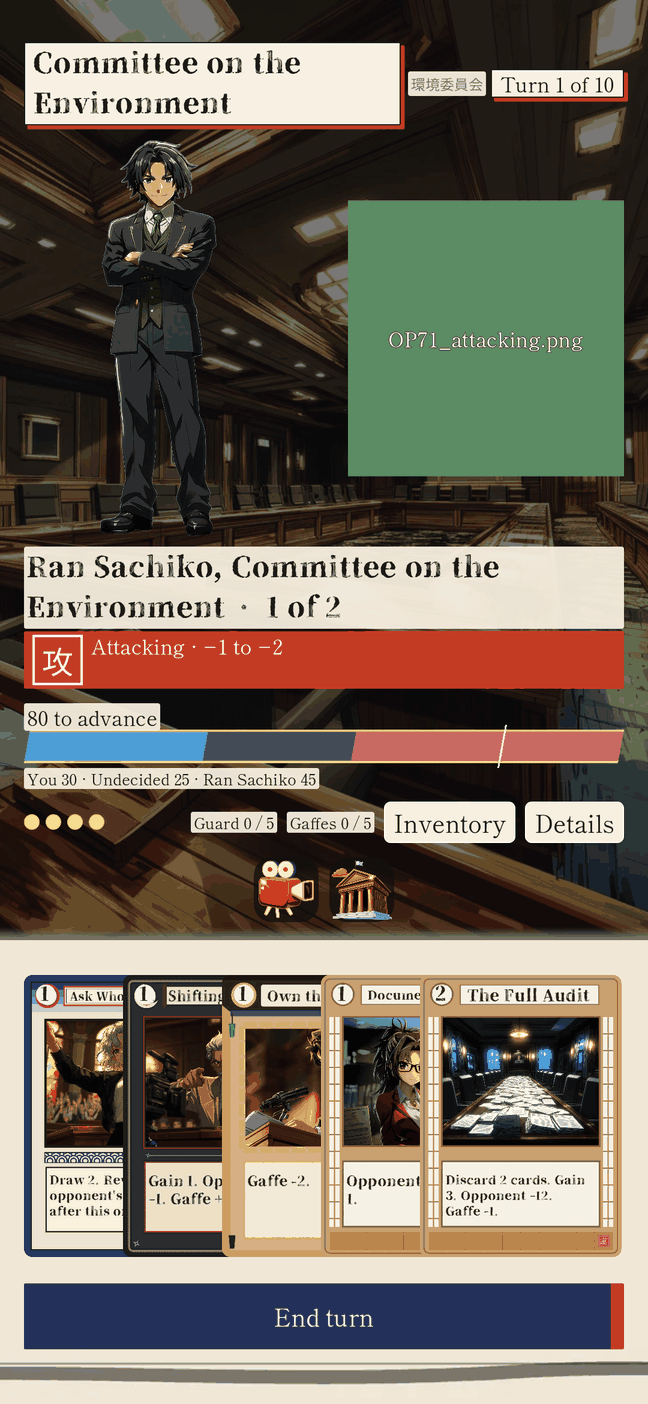 Committee on the
Environment
環境委員会
Turn 1 of 10
OP71_attacking.png
Ran Sachiko, Committee on the
Environment · 1 of 2
攻
Attacking · −1 to −2
80 to advance
You 30 · Undecided 25 · Ran Sachiko 45
Guard 0 / 5
Gaffes 0 / 5
Inventory
Details
1
Ask Who
Draw 2. Rev
opponent's
after this o
1
Shifting
Gain 1. Op
-1. Gaffe +
1
Own th
Gaffe -2.
1
Docume
Opponent
1.
2
The Full Audit
Discard 2 cards. Gain
3. Opponent -12.
Gaffe -1.
End turn